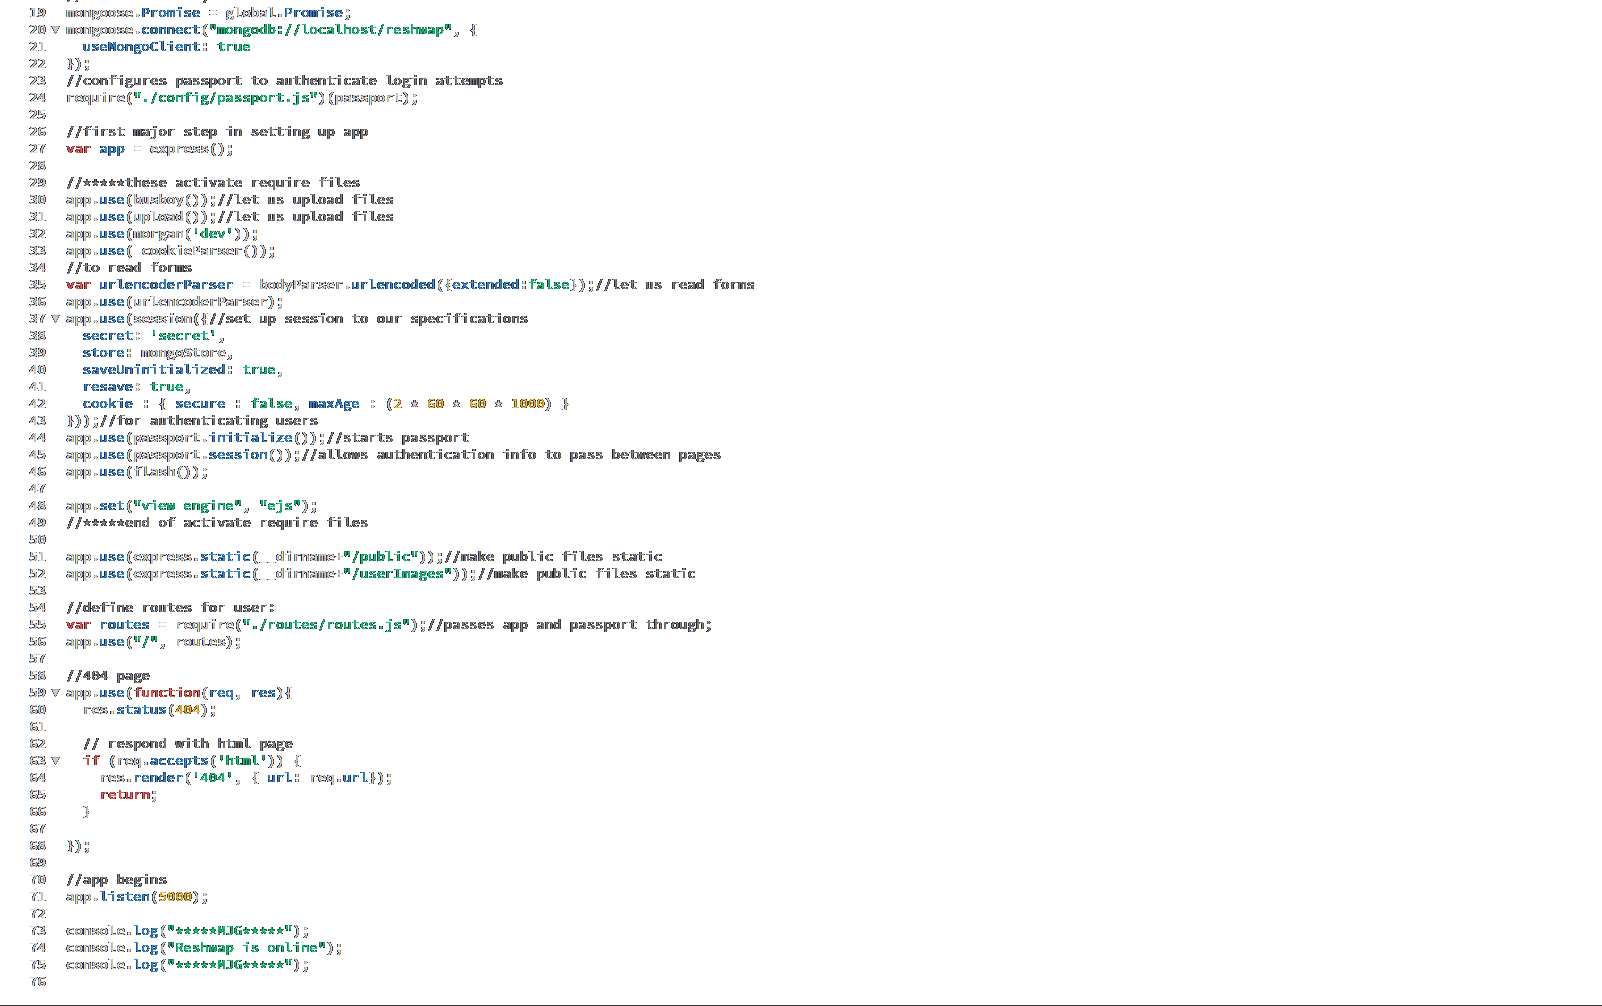 19 mongoose.Promise = global.Promise;
20 mongoose.connect("mongodb://localhost/reshwap", {
21 useMongoClient: true
22 });
23 //configures passport to authenticate login attempts
24 require("./config/passport.js")(passport);
25
26 //first major step in setting up app
27 var app = express();
28
29 //*****these activate require files
30 app.use(busboy());//let us upload files
31 app.use(upload());//let us upload files
32 app.use(morgan('dev'));
33 app.use( cookieParser());
34 //to read forms
35 var urlencoderParser = bodyParser.urlencoded({extended:false});//let us read forms
36 app.use(urlencoderParser);
37 app.use(session({//set up session to our specifications
38 secret: 'secret',
39 store: mongoStore,
40 saveUninitialized: true,
41 resave: true,
42 cookie : { secure : false, maxAge : (2 * 60 * 60 * 1000) }
43 }));//for authenticating users
44 app.use(passport.initialize());//starts passport
45 app.use(passport.session());//allows authentication info to pass between pages
46 app.use(flash());
47
48 app.set("view engine", "ejs");
49 //*****end of activate require files
50
51 app.use(express.static(__dirname+"/public"));//make public files static
52 app.use(express.static(__dirname+"/userImages"));//make public files static
53
54 //define routes for user:
55 var routes = require("./routes/routes.js");//passes app and passport through;
56 app.use("/", routes);
57
58 //404 page
59 app.use(function(req, res){
60 res.status(404);
61
62 // respond with html page
63 if (req.accepts('html')) {
64 res.render('404', { url: req.url});
65 return;
66 }
67
68 });
69
70 //app begins
71 app.listen(5000);
72
73 console.log("*****MJG*****");
74 console.log("Reshwap is online");
75 console.log("*****MJG*****");
76